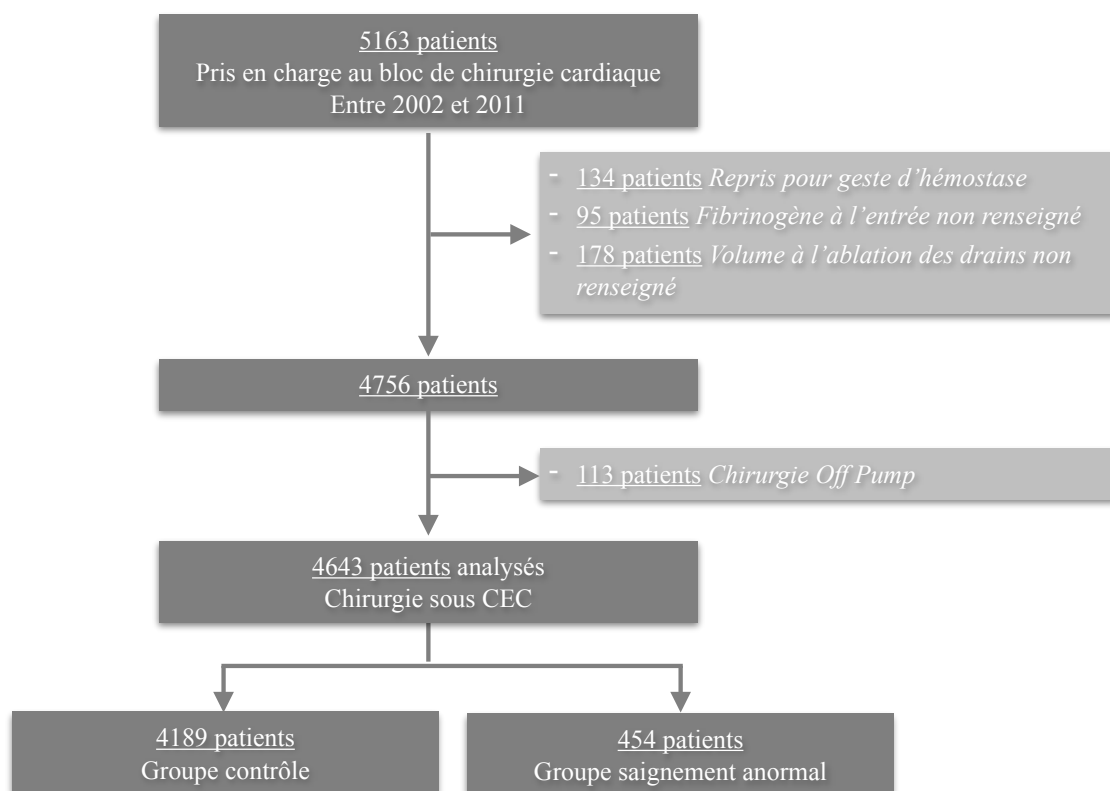 5163 patients
Pris en charge au bloc de chirurgie cardiaque
Entre 2002 et 2011
- 134 patients Repris pour geste d'hémostase
- 95 patients Fibrinogène à l'entrée non renseigné
- 178 patients Volume à l'ablation des drains non
renseigné
4756 patients
- 113 patients Chirurgie Off Pump
4643 patients analysés
Chirurgie sous CEC
4189 patients
Groupe contrôle
454 patients
Groupe saignement anormal